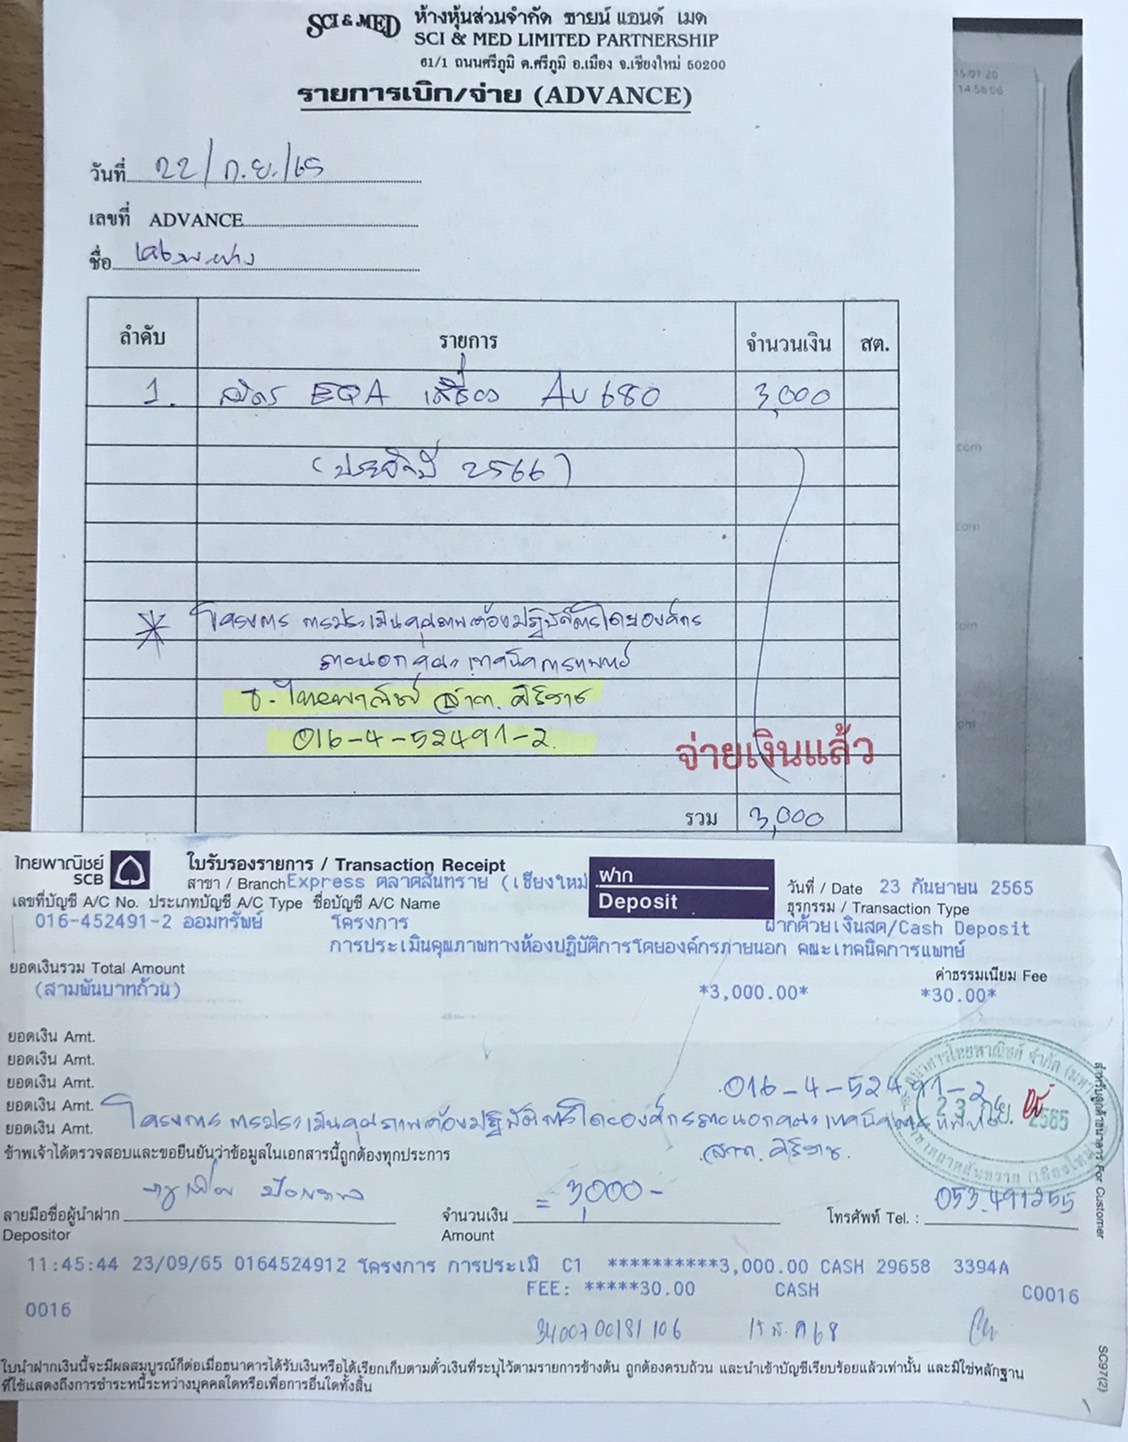 SCI & MED ห้างหุ้นส่วนจำกัด ซายน์ แอนด์ เมด
SCI & MED LIMITED PARTNERSHIP
61/1 ถนนศรีภูมิ ต.ศรีภูมิ อ.เมือง จ.เชียงใหม่ 50200
รายการเบิก/จ่าย (ADVANCE)
15 07 20
14 58 06
วันที่ 22/ก.ย./65
เลขที่ ADVANCE
ชื่อ
ลำดับ รายการ จำนวนเงิน สต.
1. สมัคร EQA เครื่อง AU 680 3,000
(ประจำปี 2566)
* โครงการ การประเมินคุณภาพห้องปฏิบัติการโดยองค์กร
ภายนอกคณะเทคนิคการแพทย์
ธ. ไทยพาณิชย์ สาขา ศิริราช
016-4-52491-2
จ่ายเงินแล้ว
รวม 3,000
ไทยพาณิชย์ SCB
ใบรับรองรายการ / Transaction Receipt
สาขา / Branch Express ตลาดสันทราย (เชียงใหม่
ฝาก
Deposit
วันที่ / Date 23 กันยายน 2565
เลขที่บัญชี A/C No. ประเภทบัญชี A/C Type ชื่อบัญชี A/C Name
ธุรกรรม / Transaction Type
016-452491-2 ออมทรัพย์ โครงการ ฝากด้วยเงินสด/Cash Deposit
การประเมินคุณภาพทางห้องปฏิบัติการโดยองค์กรภายนอก คณะเทคนิคการแพทย์
ยอดเงินรวม Total Amount ค่าธรรมเนียม Fee
(สามพันบาทถ้วน) *3,000.00* *30.00*
ยอดเงิน Amt.
ยอดเงิน Amt.
ยอดเงิน Amt.
016-4-52491-2
ยอดเงิน Amt.
ยอดเงิน Amt.
โครงการ การประเมินคุณภาพห้องปฏิบัติการโดยองค์กรภายนอกคณะเทคนิคการแพทย์
23 ก.ย. 2565
ข้าพเจ้าได้ตรวจสอบและขอยืนยันว่าข้อมูลในเอกสารนี้ถูกต้องทุกประการ
สาขา ศิริราช.
ลายมือชื่อผู้นำฝาก
Depositor
จำนวนเงิน = 3,000-
Amount
โทรศัพท์ Tel. : 053-491255
สำหรับลูกค้าธนาคาร For Customer
11:45:44 23/09/65 0164524912 โครงการ การประเมิ C1 **********3,000.00 CASH 29658 3394A
FEE: *****30.00 CASH C0016
0016
3400700181106
ใบนำฝากเงินนี้จะมีผลสมบูรณ์ก็ต่อเมื่อธนาคารได้รับเงินหรือได้เรียกเก็บตามตั๋วเงินที่ระบุไว้ตามรายการข้างต้น ถูกต้องครบถ้วน และนำเข้าบัญชีเรียบร้อยแล้วเท่านั้น และมิใช่หลักฐาน
ที่ใช้แสดงถึงการชำระหนี้ระหว่างบุคคลใดหรือเพื่อการอื่นใดทั้งสิ้น
SC97(2)